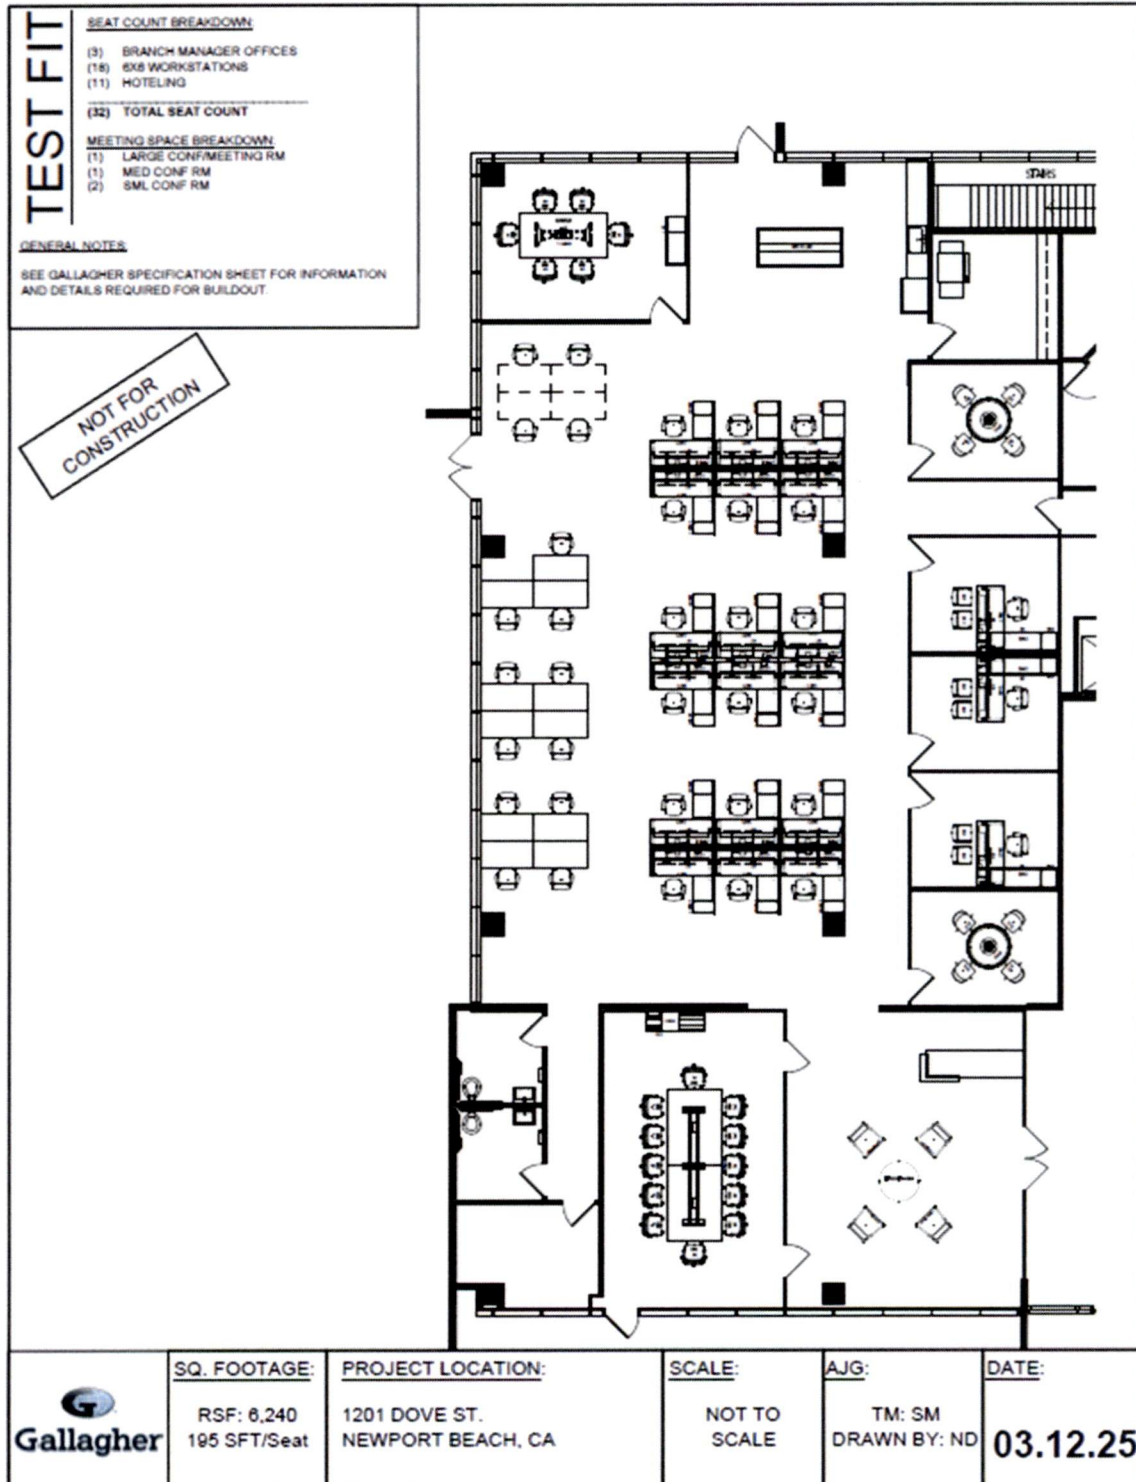 TEST FIT
SEAT COUNT BREAKDOWN:
(3) BRANCH MANAGER OFFICES
(18) 6X6 WORKSTATIONS
(11) HOTELING
(32) TOTAL SEAT COUNT
MEETING SPACE BREAKDOWN:
(1) LARGE CONF/MEETING RM
(1) MED CONF RM
(2) SML CONF RM
GENERAL NOTES:
SEE GALLAGHER SPECIFICATION SHEET FOR INFORMATION
AND DETAILS REQUIRED FOR BUILDOUT.
NOT FOR
CONSTRUCTION
STAIRS
Gallagher
SQ. FOOTAGE:
RSF: 6,240
195 SFT/Seat
PROJECT LOCATION:
1201 DOVE ST.
NEWPORT BEACH, CA
SCALE:
NOT TO
SCALE
AJG:
TM: SM
DRAWN BY: ND
DATE:
03.12.25